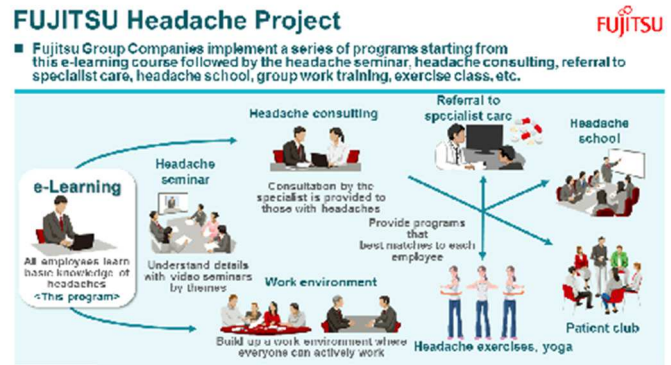 FUJITSU Headache Project
FUJITSU
Fujitsu Group Companies implement a series of programs starting from
this e-learning course followed by the headache seminar, headache consulting, referral to
specialist care, headache school, group work training, exercise class, etc.
e-Learning
All employees learn
basic knowledge of
headaches
<This program>
Headache
seminar
Understand details
with video seminars
by themes
Headache consulting
Consultation by the
specialist is provided to
those with headaches
Work environment
Build up a work environment where
everyone can actively work
Provide programs
that
best matches to each
employee
Referral to
specialist care
Headache
school
Headache exercises, yoga
Patient club